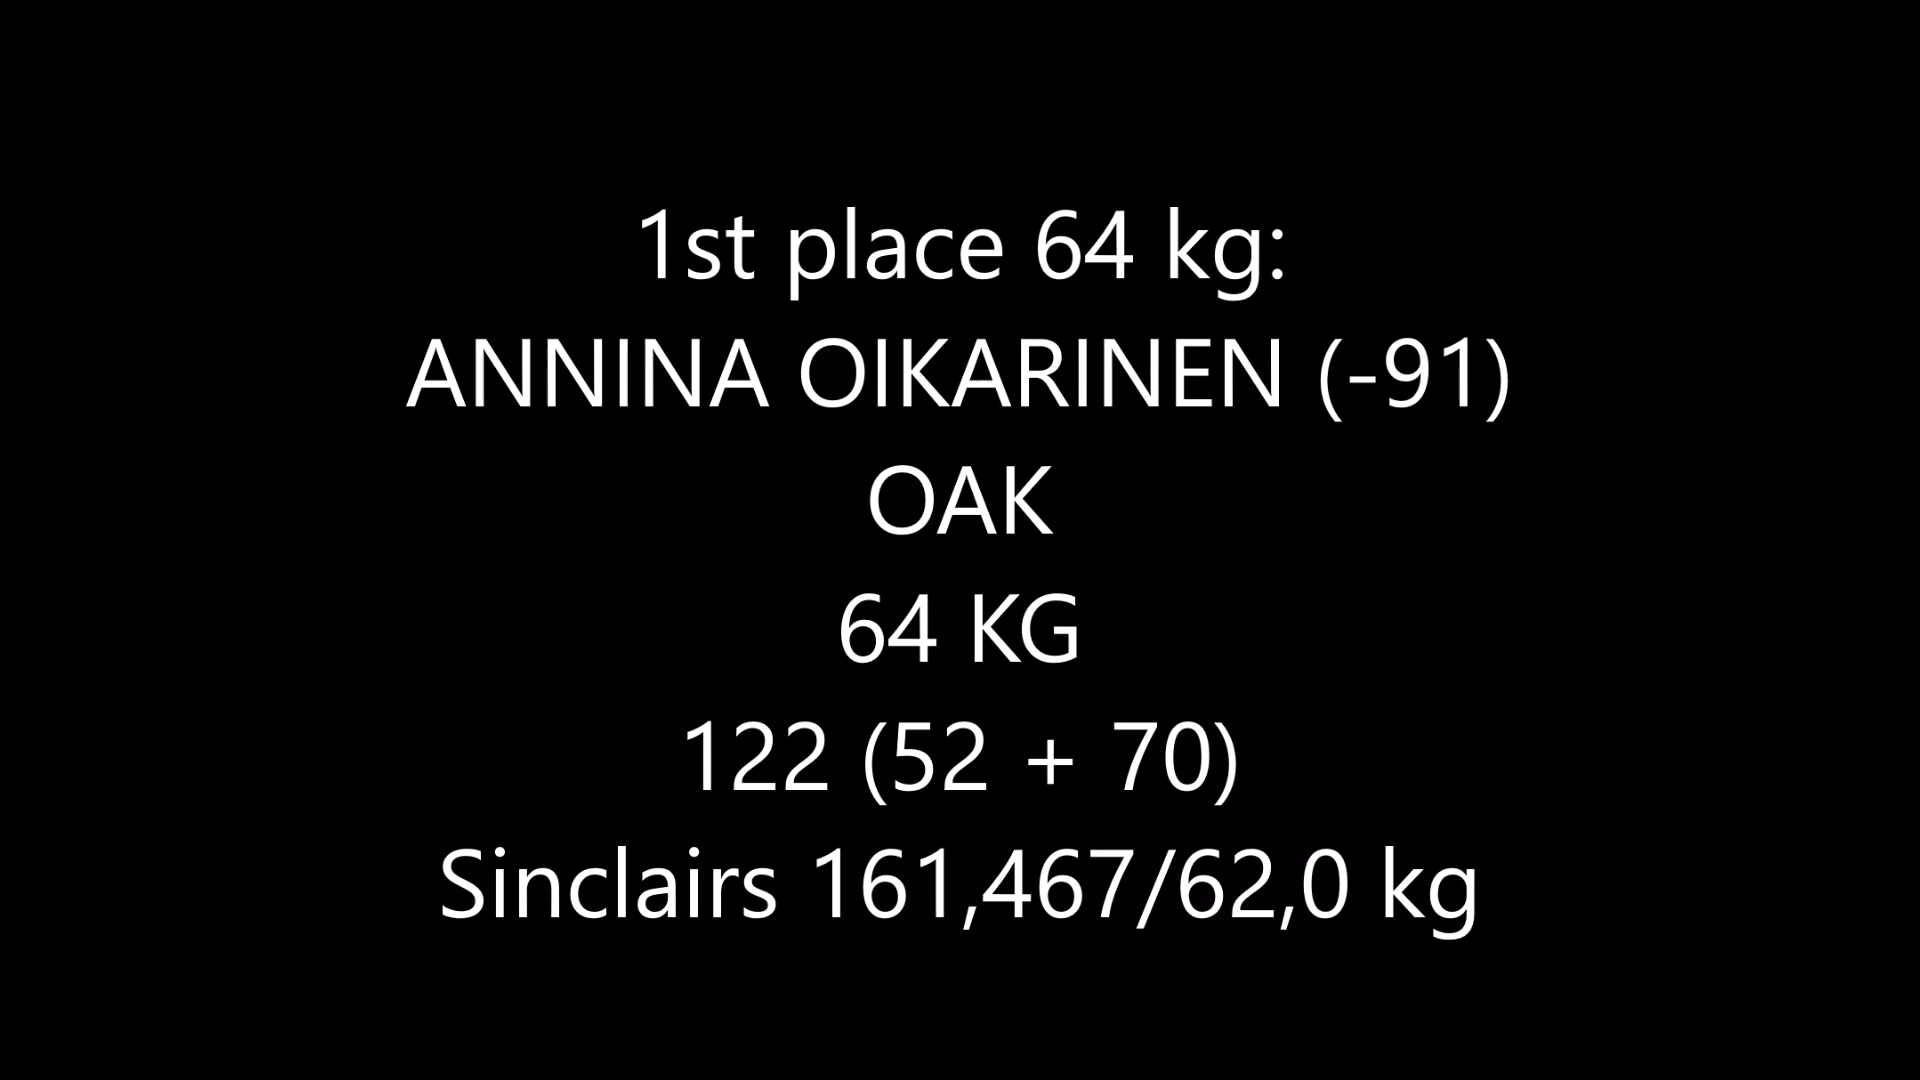 1st place 64 kg:
ANNINA OIKARINEN (-91)
OAK
64 KG
122 (52 + 70)
Sinclairs 161,467/62,0 kg